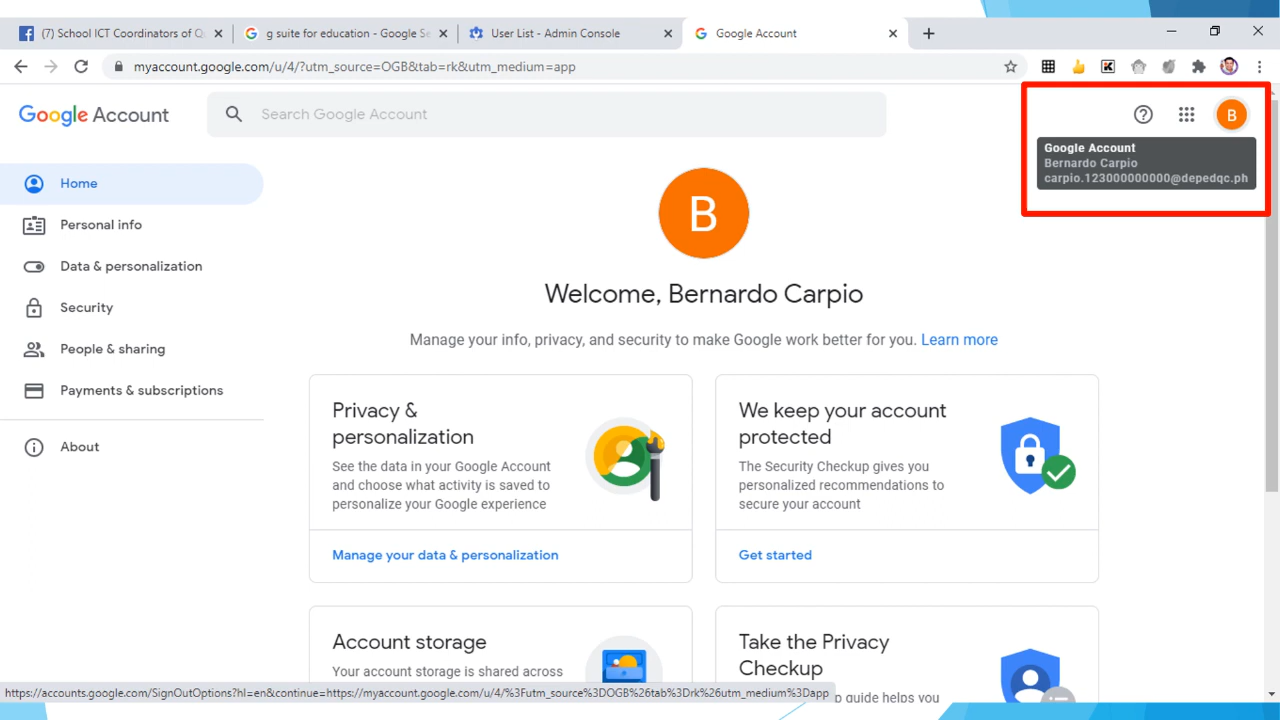 (7) School ICT Coordinators of Q
g suite for education - Google Se
User List - Admin Console
Google Account
myaccount.google.com/u/4/?utm_source=OGB&tab=rk&utm_medium=app
Google Account
Search Google Account
B
Google Account
Bernardo Carpio
carpio.123000000000@depedqc.ph
Home
Personal info
Data & personalization
Security
People & sharing
Payments & subscriptions
About
B
Welcome, Bernardo Carpio
Manage your info, privacy, and security to make Google work better for you. Learn more
Privacy &
personalization
See the data in your Google Account
and choose what activity is saved to
personalize your Google experience
Manage your data & personalization
We keep your account
protected
The Security Checkup gives you
personalized recommendations to
secure your account
Get started
Account storage
Your account storage is shared across
Take the Privacy
Checkup
guide helps you
https://accounts.google.com/SignOutOptions?hl=en&continue=https://myaccount.google.com/u/4/%3Futm_source%3DOGB%26tab%3Drk%26utm_medium%3Dapp